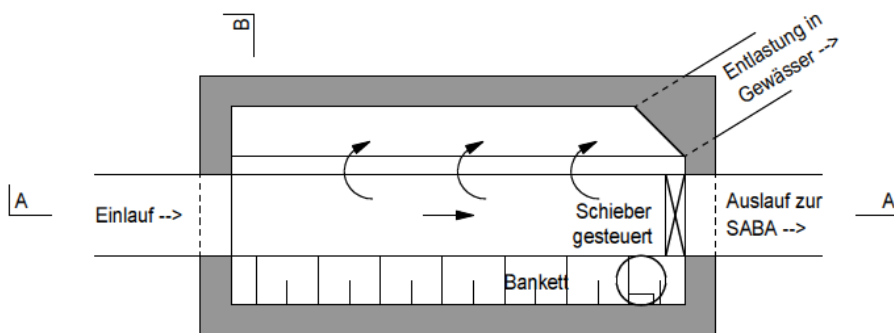 B
Entlastung in
Gewässer -->
A
Einlauf -->
Schieber
gesteuert
Auslauf zur
SABA -->
A
Bankett